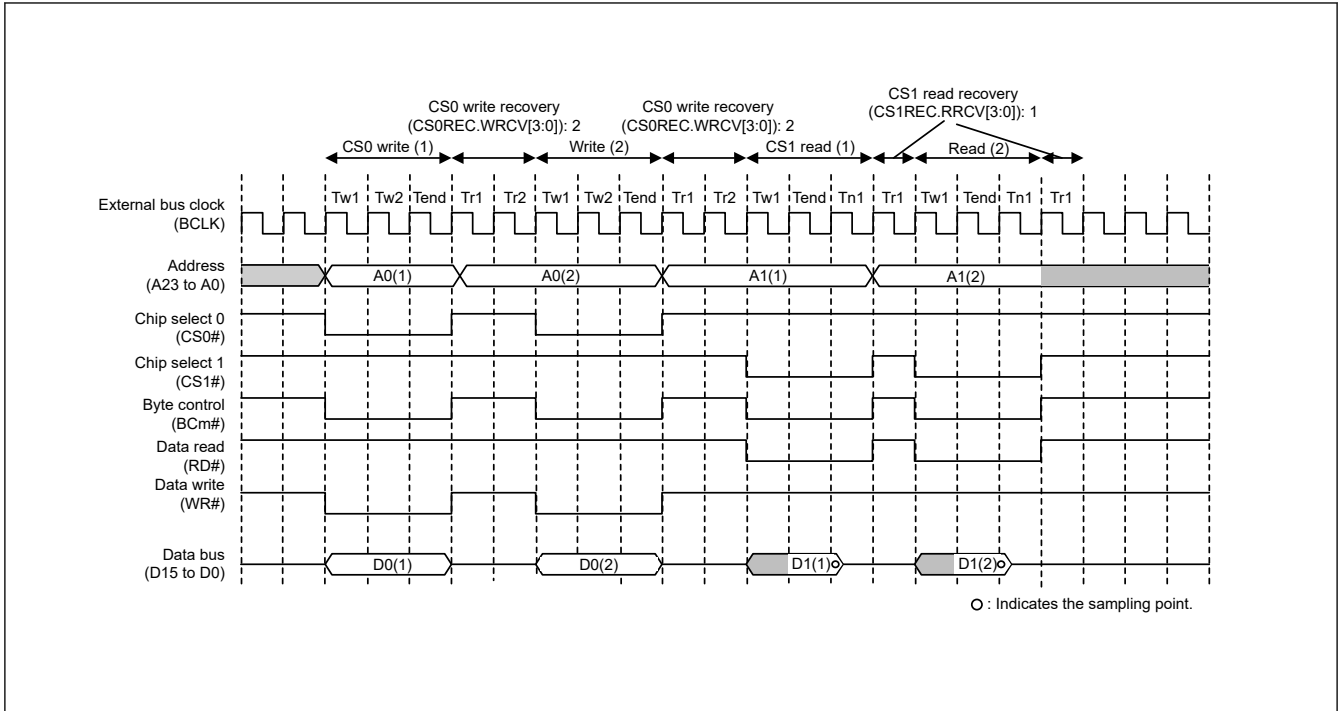 CS1 read recovery
(CS1REC.RRCV[3:0]): 1
CS0 write recovery
(CS0REC.WRCV[3:0]): 2
CS0 write recovery
(CS0REC.WRCV[3:0]): 2
CS0 write (1)
Write (2)
CS1 read (1)
Read (2)
Tw1 Tw2 Tend Tr1 Tr2 Tw1 Tw2 Tend Tr1 Tr2 Tw1 Tend Tn1 Tr1 Tw1 Tend Tn1 Tr1
External bus clock
(BCLK)
Address
(A23 to A0)
A0(1) A0(2) A1(1) A1(2)
Chip select 0
(CS0#)
Chip select 1
(CS1#)
Byte control
(BCm#)
Data read
(RD#)
Data write
(WR#)
Data bus
(D15 to D0)
D0(1) D0(2) D1(1) D1(2)
: Indicates the sampling point.